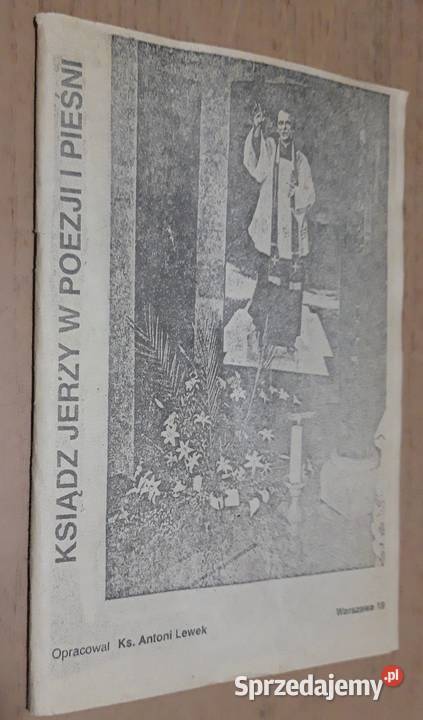 KSIĄDZ JERZY W POEZJI I PIEŚNI
Opracował Ks. Antoni Lewek
Warszawa 19
Sprzedajemy.pl